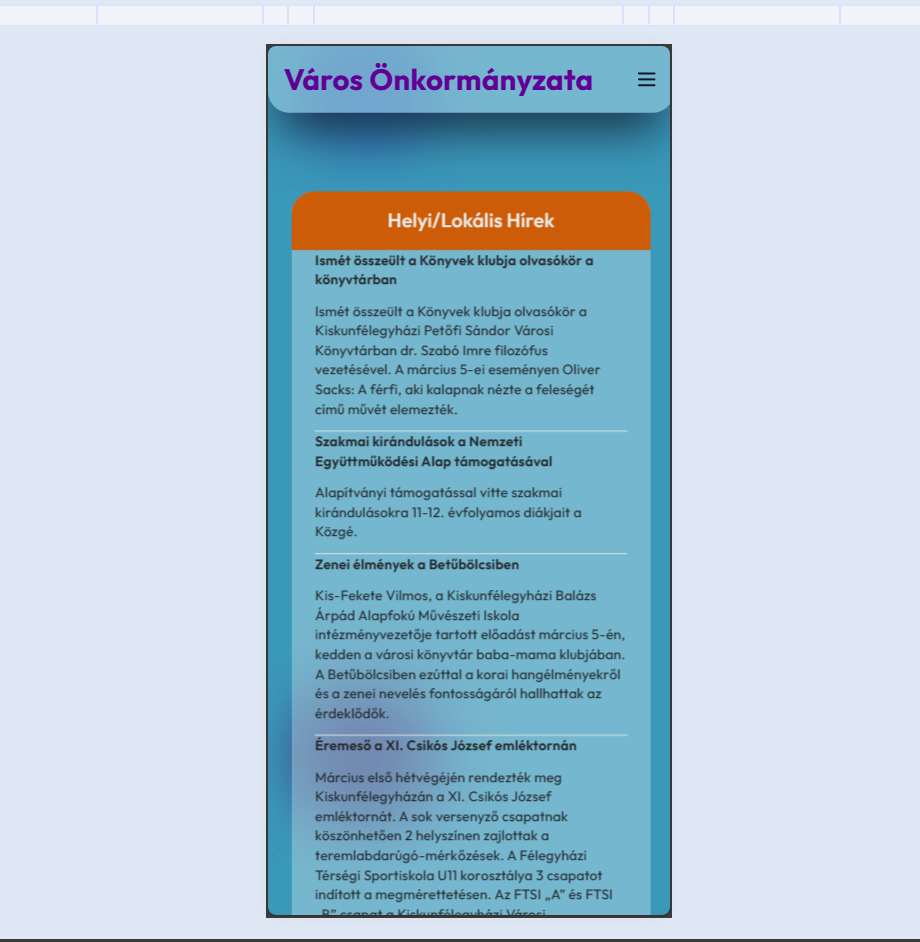 Város Önkormányzata
Helyi/Lokális Hírek
Ismét összeült a Könyvek klubja olvasókör a
könyvtárban
Ismét összeült a Könyvek klubja olvasókör a
Kiskunfélegyházi Petőfi Sándor Városi
Könyvtárban dr. Szabó Imre filozófus
vezetésével. A március 5-ei eseményen Oliver
Sacks: A férfi, aki kalapnak nézte a feleségét
című művét elemezték.
Szakmai kirándulások a Nemzeti
Együttműködési Alap támogatásával
Alapítványi támogatással vitte szakmai
kirándulásokra 11-12. évfolyamos diákjait a
Közgé.
Zenei élmények a Betűbölcsiben
Kis-Fekete Vilmos, a Kiskunfélegyházi Balázs
Árpád Alapfokú Művészeti Iskola
intézményvezetője tartott előadást március 5-én,
kedden a városi könyvtár baba-mama klubjában.
A Betűbölcsiben ezúttal a korai hangélményekről
és a zenei nevelés fontosságáról hallhattak az
érdeklődők.
Éremeső a XI. Csikós József emléktornán
Március első hétvégéjén rendezték meg
Kiskunfélegyházán a XI. Csikós József
emléktornát. A sok versenyző csapatnak
köszönhetően 2 helyszínen zajlottak a
teremlabdarúgó-mérkőzések. A Félegyházi
Térségi Sportiskola U11 korosztálya 3 csapatot
indított a megmérettetésen. Az FTSI „A” és FTSI
„B” csapat a Kiskunfélegyházi Városi